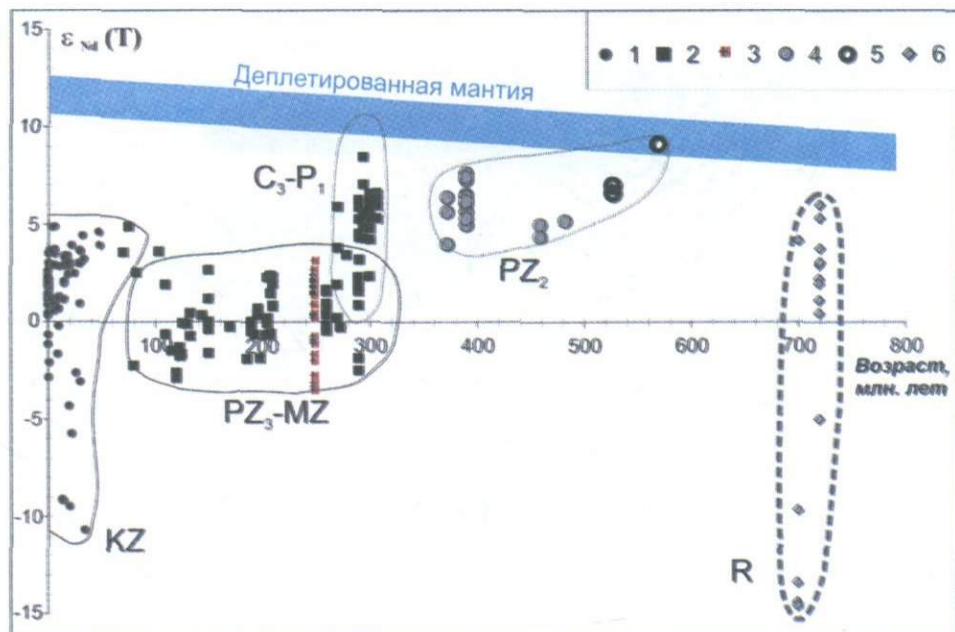 15
ε Nd (T)
1 2 3 4 5 6
Деплетированная мантия
10
C₃-P₁
5
PZ₂
0
100 200 300 400 500 600 700 800
Возраст,
млн. лет
PZ₃-MZ
-5
-10
KZ
R
-15